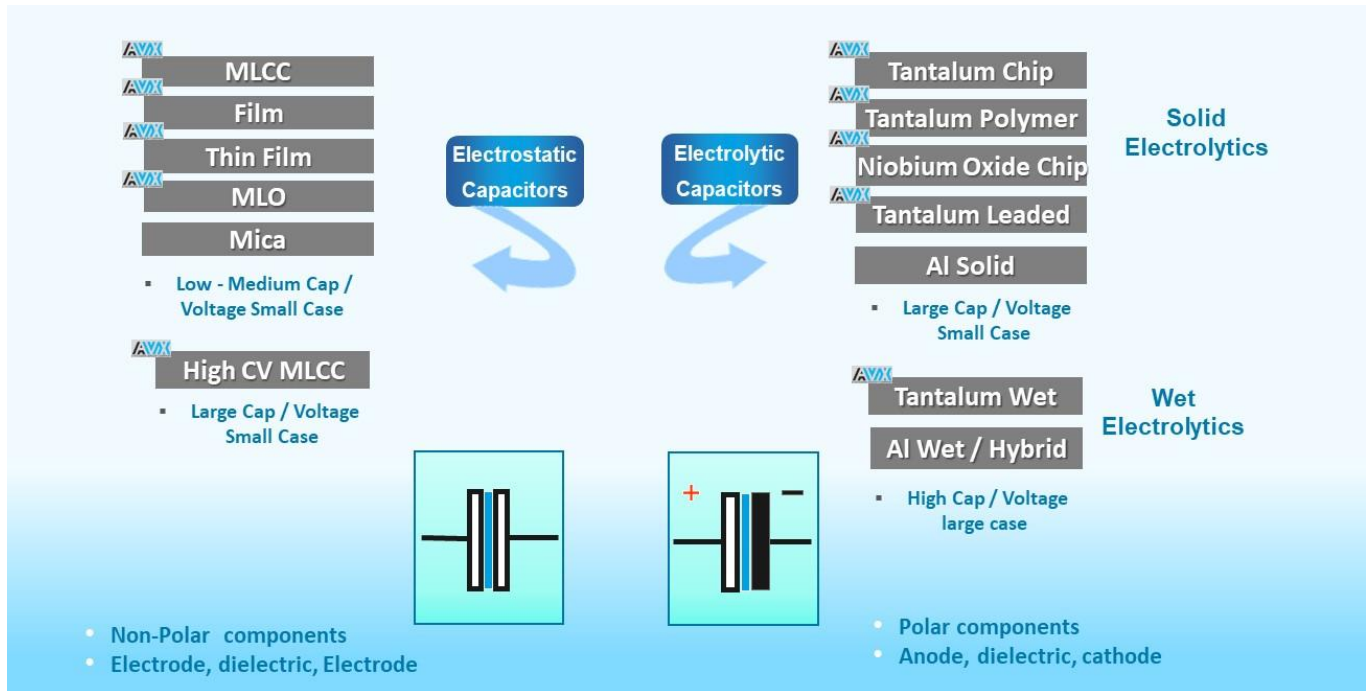 AVX
MLCC
AVX
Film
AVX
Thin Film
AVX
MLO
Mica
▪ Low - Medium Cap /
Voltage Small Case
AVX
High CV MLCC
▪ Large Cap / Voltage
Small Case
Electrostatic
Capacitors
Electrolytic
Capacitors
AVX
Tantalum Chip
AVX
Tantalum Polymer
AVX
Niobium Oxide Chip
AVX
Tantalum Leaded
Al Solid
▪ Large Cap / Voltage
Small Case
Solid
Electrolytics
AVX
Tantalum Wet
Al Wet / Hybrid
▪ High Cap / Voltage
large case
Wet
Electrolytics
+ −
• Non-Polar components
• Electrode, dielectric, Electrode
• Polar components
• Anode, dielectric, cathode